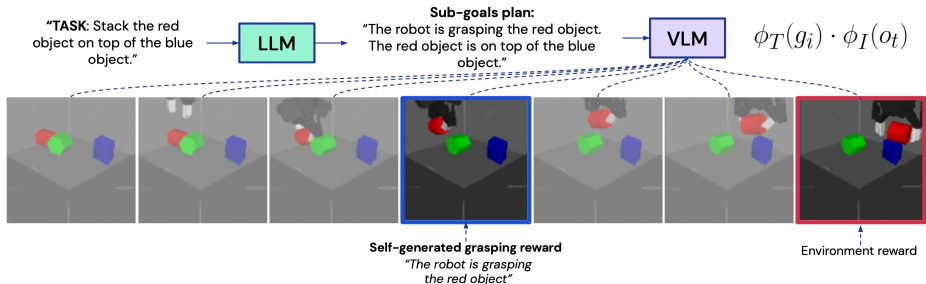 “TASK: Stack the red
object on top of the blue
object.”
LLM
Sub-goals plan:
“The robot is grasping the red object.
The red object is on top of the blue
object.”
VLM
ϕ_T(g_i) · ϕ_I(o_t)
Self-generated grasping reward
“The robot is grasping
the red object”
Environment reward